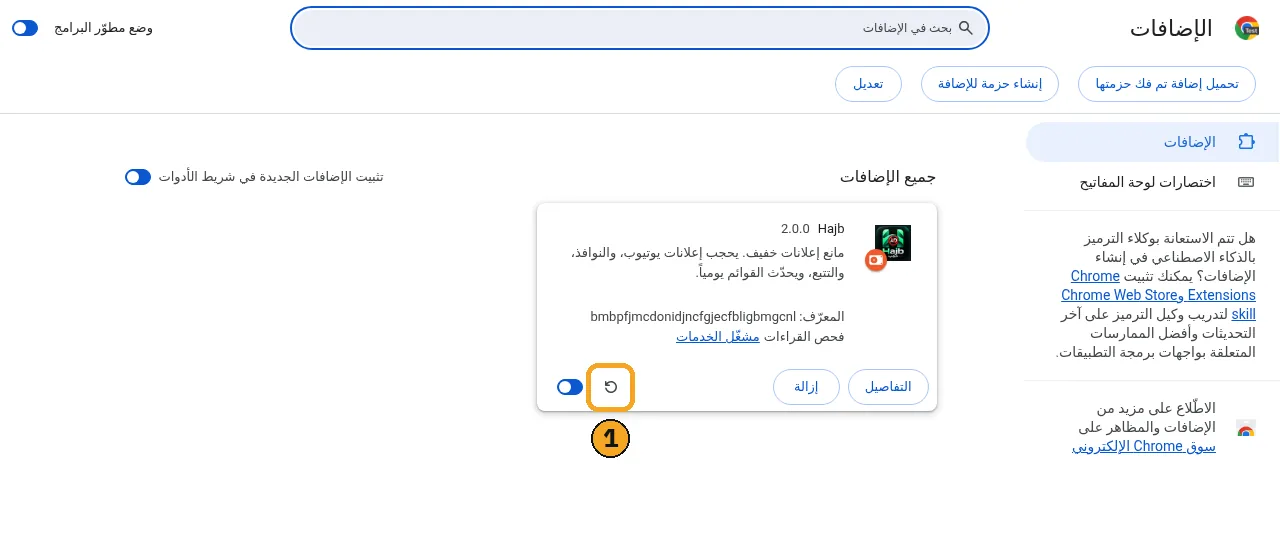 الإضافات
بحث في الإضافات
وضع مطوّر البرامج
تحميل إضافة تم فك حزمتها
إنشاء حزمة للإضافة
تعديل
الإضافات
اختصارات لوحة المفاتيح
هل تتم الاستعانة بوكلاء الترميز
بالذكاء الاصطناعي في إنشاء
الإضافات؟ يمكنك تثبيت Chrome
Extensions وChrome Web Store
skill لتدريب وكيل الترميز على آخر
التحديثات وأفضل الممارسات
المتعلقة بواجهات برمجة التطبيقات.
الاطّلاع على مزيد من
الإضافات والمظاهر على
سوق Chrome الإلكتروني
جميع الإضافات
تثبيت الإضافات الجديدة في شريط الأدوات
Hajb 2.0.0
مانع إعلانات خفيف. يحجب إعلانات يوتيوب، والنوافذ،
والتتبع، ويحدّث القوائم يومياً.
المعرّف: bmbpfjmcdonidjncfgjecfbligbmgcnl
فحص القراءات مشغّل الخدمات
التفاصيل
إزالة
1
Test
Hajb